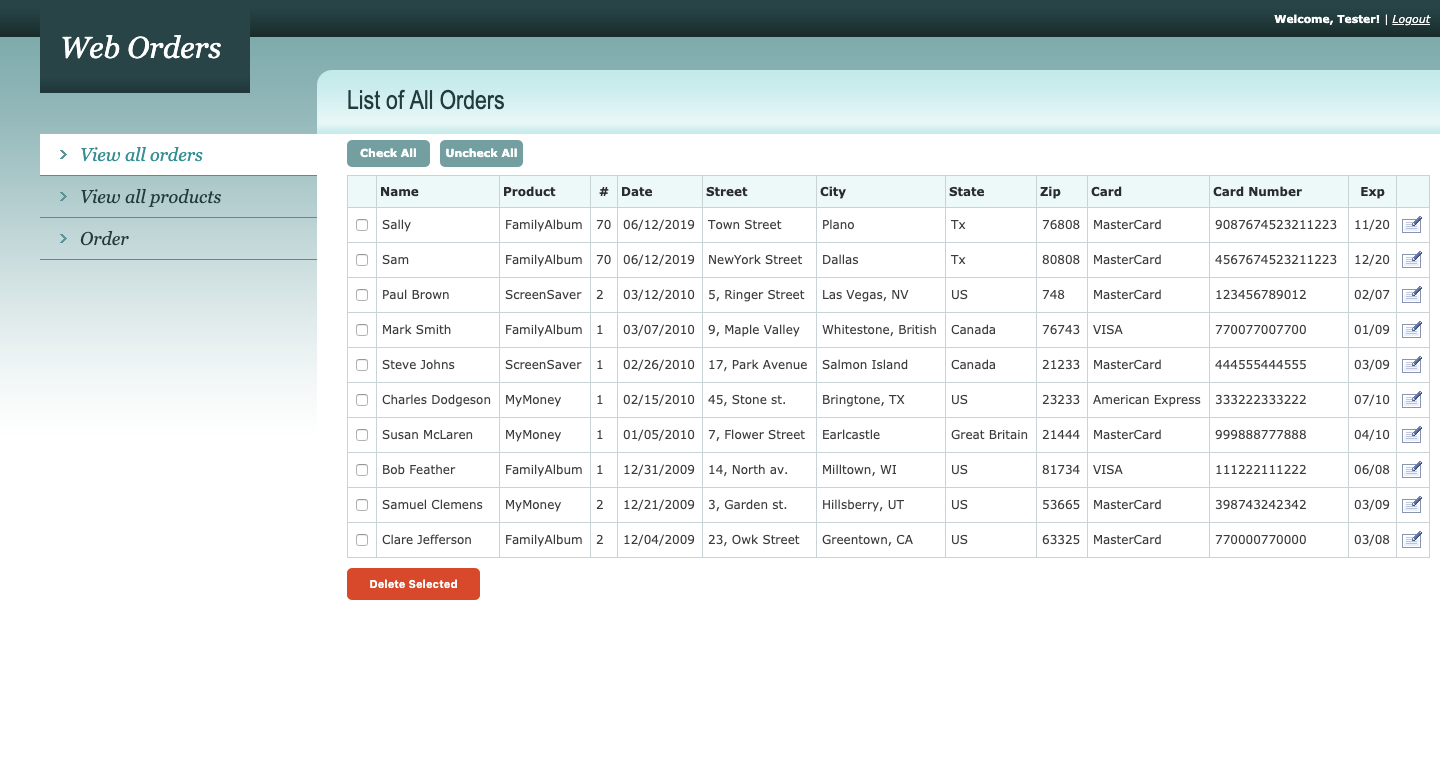 Welcome, Tester! | Logout
Web Orders
List of All Orders
View all orders
View all products
Order
Check All Uncheck All
Name Product # Date Street City State Zip Card Card Number Exp
Sally FamilyAlbum 70 06/12/2019 Town Street Plano Tx 76808 MasterCard 9087674523211223 11/20
Sam FamilyAlbum 70 06/12/2019 NewYork Street Dallas Tx 80808 MasterCard 4567674523211223 12/20
Paul Brown ScreenSaver 2 03/12/2010 5, Ringer Street Las Vegas, NV US 748 MasterCard 123456789012 02/07
Mark Smith FamilyAlbum 1 03/07/2010 9, Maple Valley Whitestone, British Canada 76743 VISA 770077007700 01/09
Steve Johns ScreenSaver 1 02/26/2010 17, Park Avenue Salmon Island Canada 21233 MasterCard 444555444555 03/09
Charles Dodgeson MyMoney 1 02/15/2010 45, Stone st. Bringtone, TX US 23233 American Express 333222333222 07/10
Susan McLaren MyMoney 1 01/05/2010 7, Flower Street Earlcastle Great Britain 21444 MasterCard 999888777888 04/10
Bob Feather FamilyAlbum 1 12/31/2009 14, North av. Milltown, WI US 81734 VISA 111222111222 06/08
Samuel Clemens MyMoney 2 12/21/2009 3, Garden st. Hillsberry, UT US 53665 MasterCard 398743242342 03/09
Clare Jefferson FamilyAlbum 2 12/04/2009 23, Owk Street Greentown, CA US 63325 MasterCard 770000770000 03/08
Delete Selected